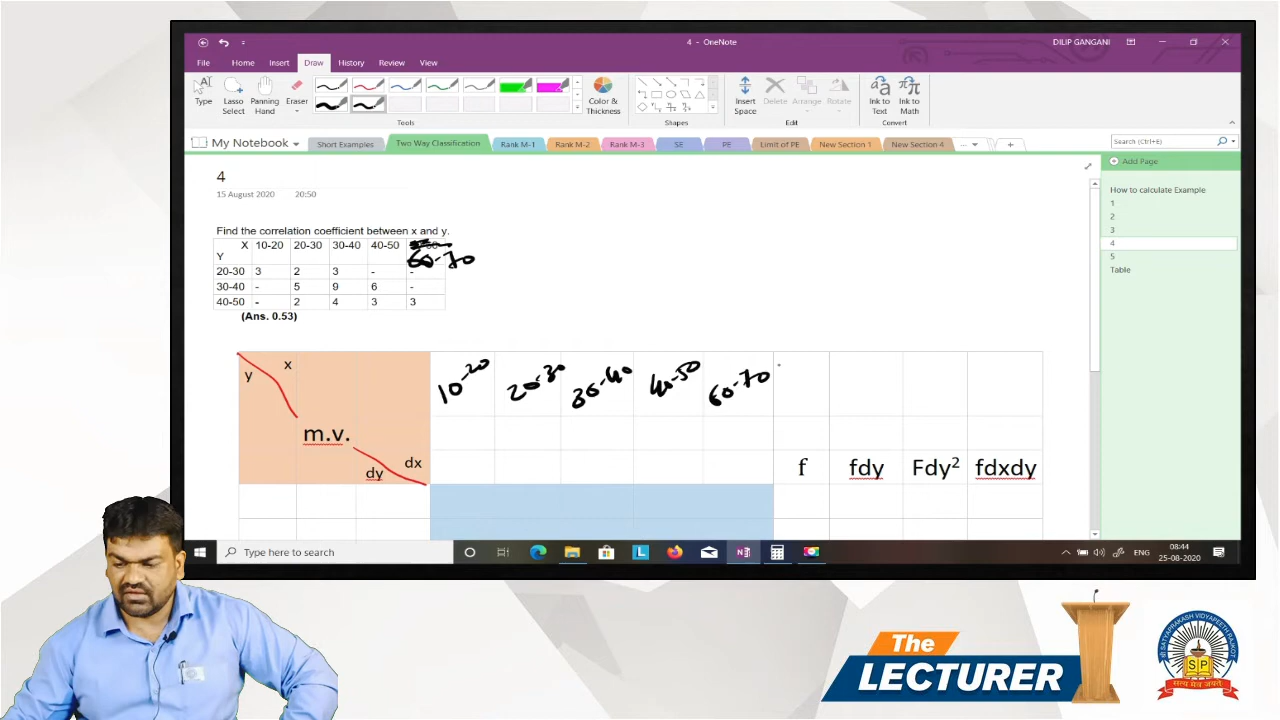 4 - OneNote
DILIP GANGANI
File Home Insert Draw History Review View
Type
Lasso Select
Panning Hand
Eraser
Color & Thickness
Insert Space
Delete
Arrange
Rotate
Ink to Text
Ink to Math
Tools
Shapes
Edit
Convert
My Notebook
Short Examples
Two Way Classification
Rank M-1
Rank M-2
Rank M-3
SE
PE
Limit of PE
New Section 1
New Section 4
Search (Ctrl+E)
Add Page
4
15 August 2020 20:50
How to calculate Example
1
2
3
4
5
Table
Find the correlation coefficient between x and y.
X 10-20 20-30 30-40 40-50
Y 60-70
20-30 3 2 3 - -
30-40 - 5 9 6 -
40-50 - 2 4 3 3
(Ans. 0.53)
y x 10-20 20-30 30-40 40-50 60-70
m.v.
dy dx f fdy Fdy² fdxdy
Type here to search
L
N
ENG
08:44
25-08-2020
The
LECTURER
SP
सत्यमेव जयते